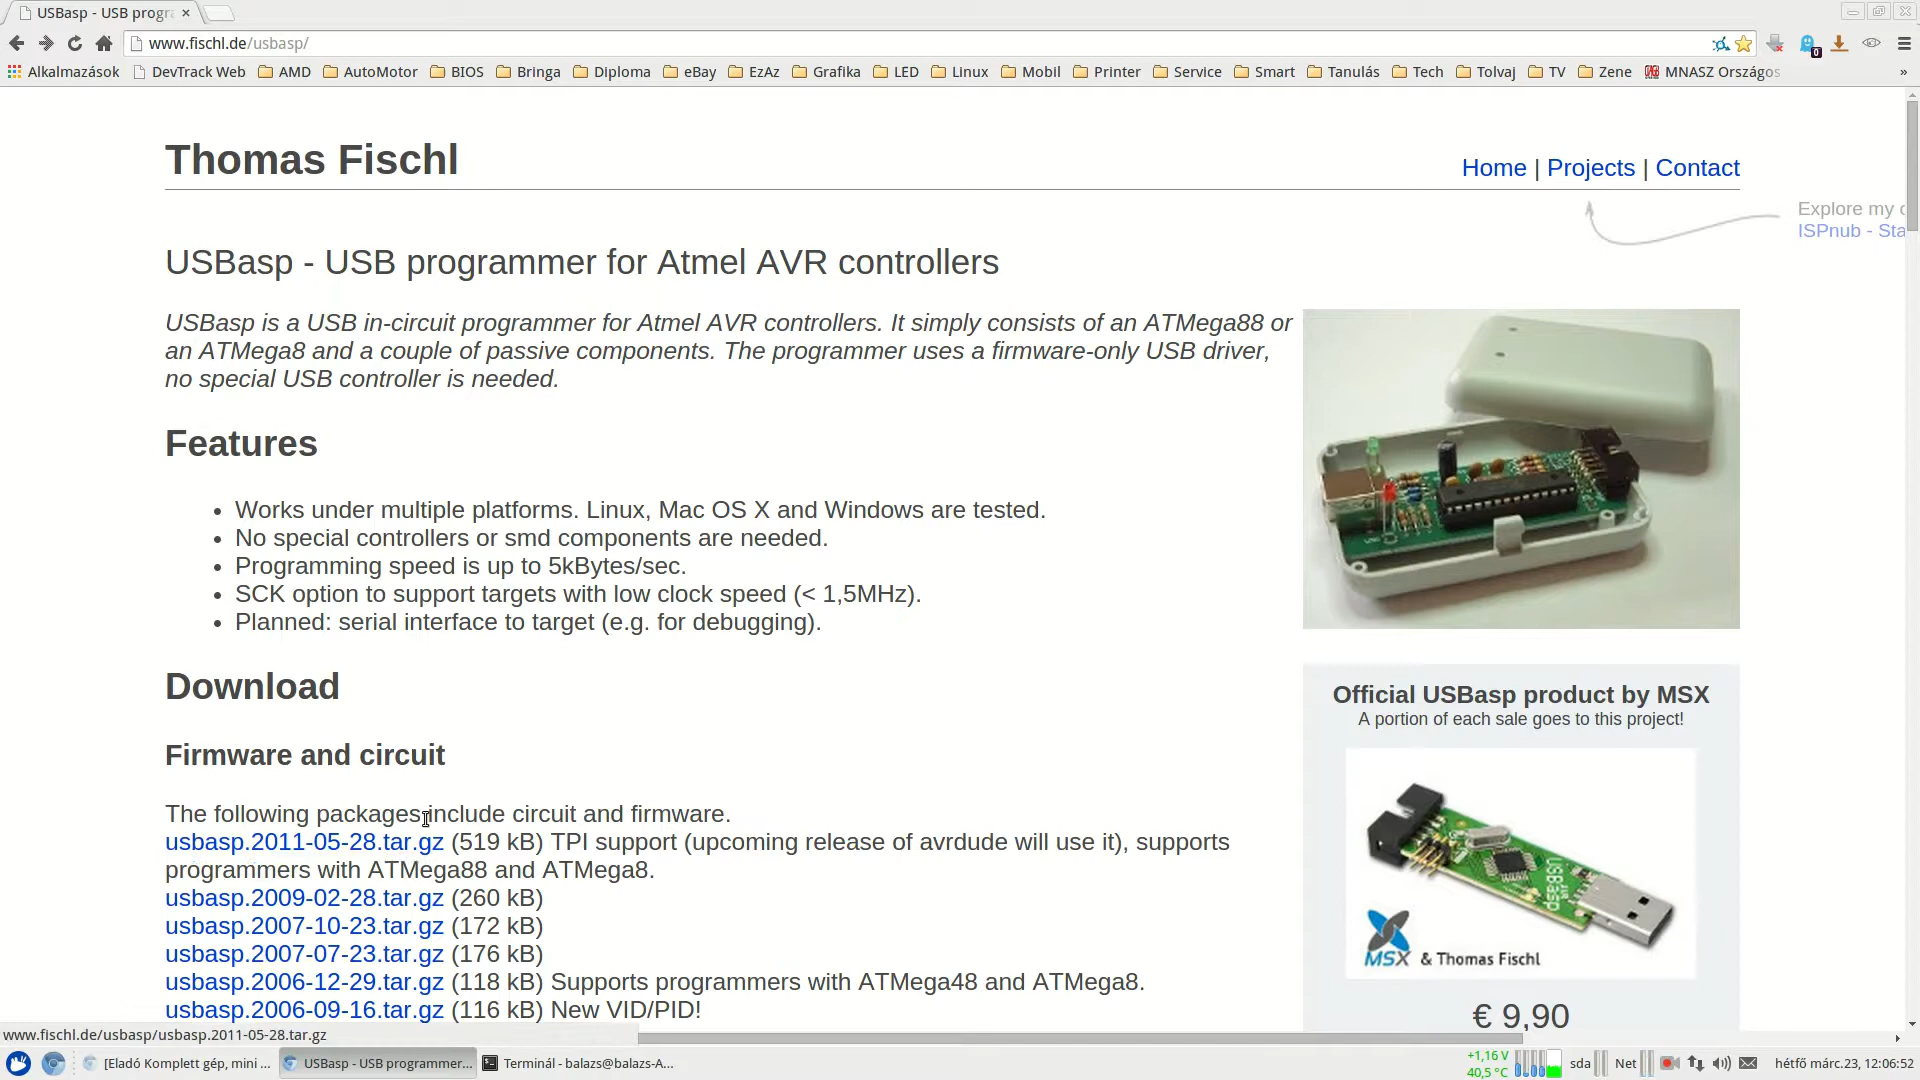 USBasp - USB progr
www.fischl.de/usbasp/
0
Alkalmazások DevTrack Web AMD AutoMotor BIOS Bringa Diploma eBay EzAz Grafika LED Linux Mobil Printer Service Smart Tanulás Tech Tolvaj TV Zene MNASZ Országos »
Thomas Fischl
Home | Projects | Contact
Explore my
ISPnub - Sta
USBasp - USB programmer for Atmel AVR controllers
USBasp is a USB in-circuit programmer for Atmel AVR controllers. It simply consists of an ATMega88 or
an ATMega8 and a couple of passive components. The programmer uses a firmware-only USB driver,
no special USB controller is needed.
Features
• Works under multiple platforms. Linux, Mac OS X and Windows are tested.
• No special controllers or smd components are needed.
• Programming speed is up to 5kBytes/sec.
• SCK option to support targets with low clock speed (< 1,5MHz).
• Planned: serial interface to target (e.g. for debugging).
Download
Firmware and circuit
The following packages include circuit and firmware.
usbasp.2011-05-28.tar.gz (519 kB) TPI support (upcoming release of avrdude will use it), supports
programmers with ATMega88 and ATMega8.
usbasp.2009-02-28.tar.gz (260 kB)
usbasp.2007-10-23.tar.gz (172 kB)
usbasp.2007-07-23.tar.gz (176 kB)
usbasp.2006-12-29.tar.gz (118 kB) Supports programmers with ATMega48 and ATMega8.
usbasp.2006-09-16.tar.gz (116 kB) New VID/PID!
Official USBasp product by MSX
A portion of each sale goes to this project!
USBasp
MSX & Thomas Fischl
€ 9,90
www.fischl.de/usbasp/usbasp.2011-05-28.tar.gz
[Eladó Komplett gép, mini ... USBasp - USB programmer... Terminál - balazs@balazs-A...
+1,16 V
40,5 °C
sda Net hétfő márc.23, 12:06:52